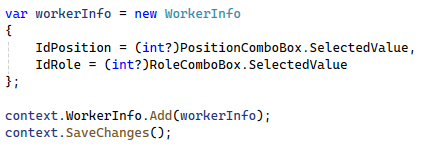 var workerInfo = new WorkerInfo
{
    IdPosition = (int?)PositionComboBox.SelectedValue,
    IdRole = (int?)RoleComboBox.SelectedValue
};

context.WorkerInfo.Add(workerInfo);
context.SaveChanges();